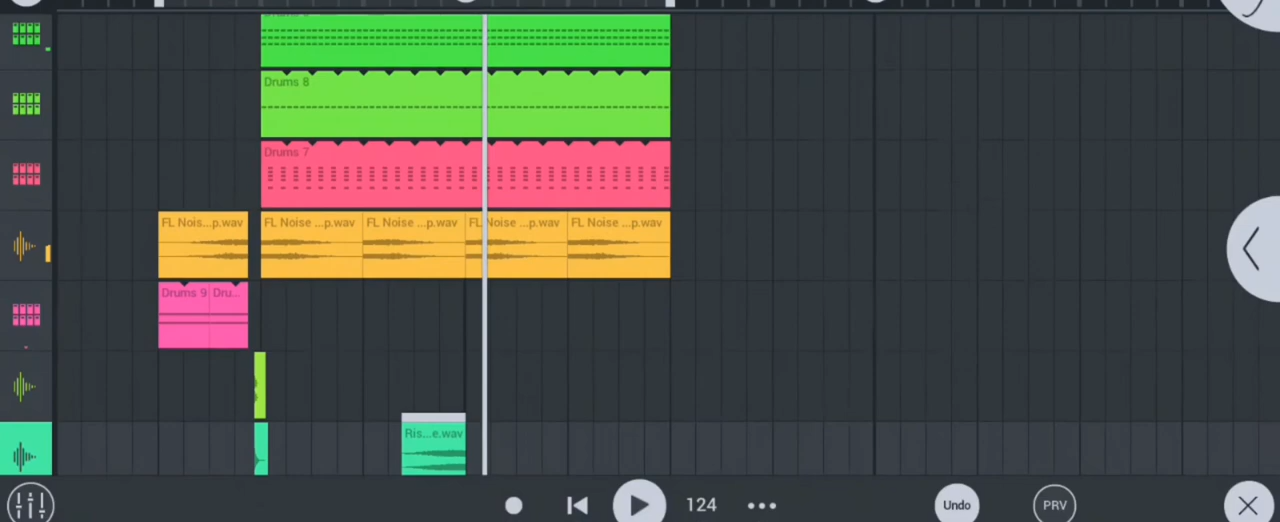 Drums 8
Drums 7
FL Nois...p.wav
FL Noise ...p.wav
FL Noise ...p.wav
FL Noise ...p.wav
FL Noise ...p.wav
Drums 9
Dru...
Ris...e.wav
124
Undo
PRV